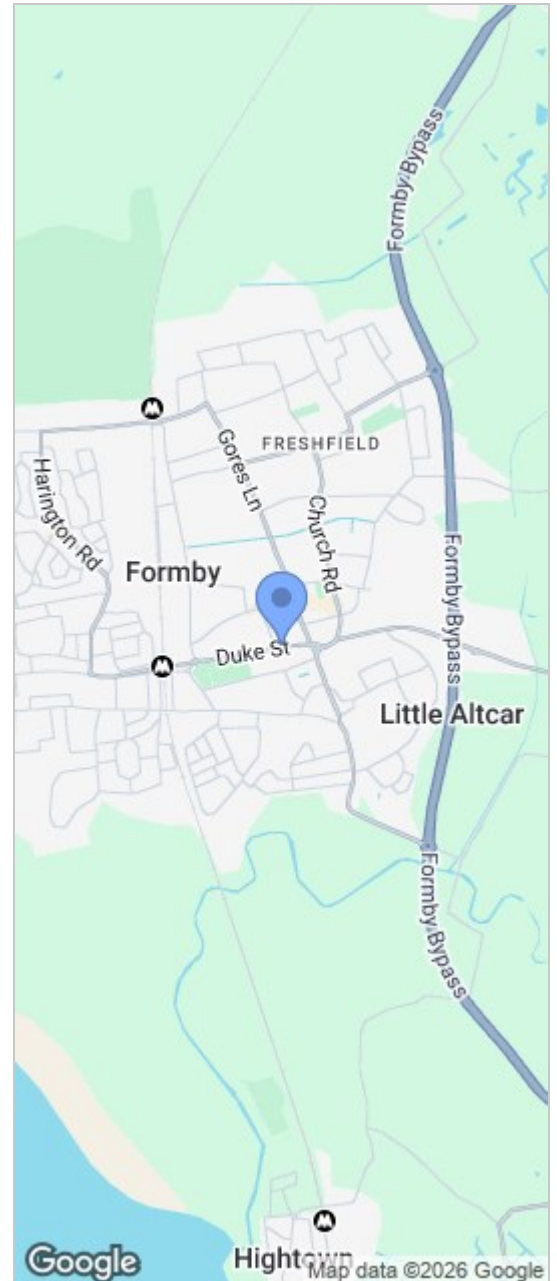 Formby Bypass
FRESHFIELD
Gores Ln
Harington Rd
Church Rd
Formby
Formby Bypass
Duke St
Little Altcar
Formby Bypass
Hightown
Google
Map data ©2026 Google